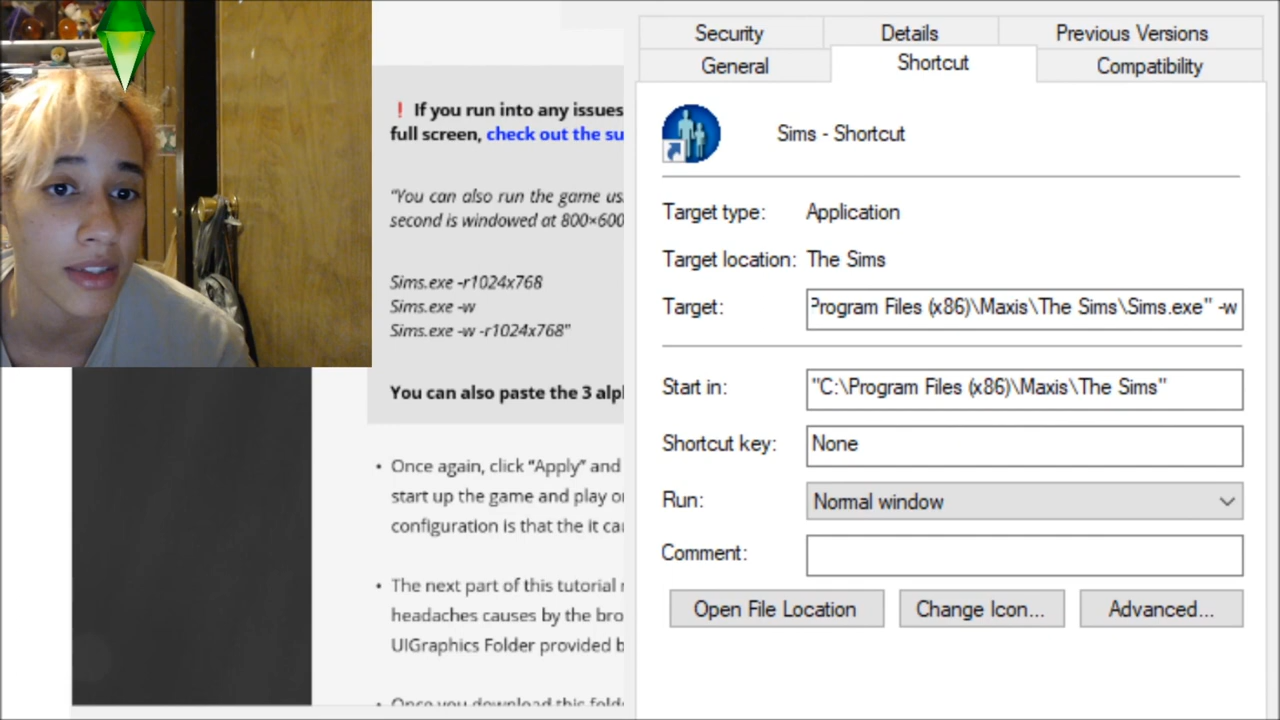 ❗ If you run into any issues
full screen, check out the su
"You can also run the game us
second is windowed at 800×600
Sims.exe -r1024x768
Sims.exe -w
Sims.exe -w -r1024x768"
You can also paste the 3 alp
• Once again, click "Apply" and
start up the game and play o
configuration is that the it ca
• The next part of this tutorial
headaches causes by the bro
UIGraphics Folder provided b
• Once you download this fold
Security Details Previous Versions
General Shortcut Compatibility
Sims - Shortcut
Target type: Application
Target location: The Sims
Target: Program Files (x86)\Maxis\The Sims\Sims.exe" -w
Start in: "C:\Program Files (x86)\Maxis\The Sims"
Shortcut key: None
Run: Normal window
Comment:
Open File Location Change Icon... Advanced...